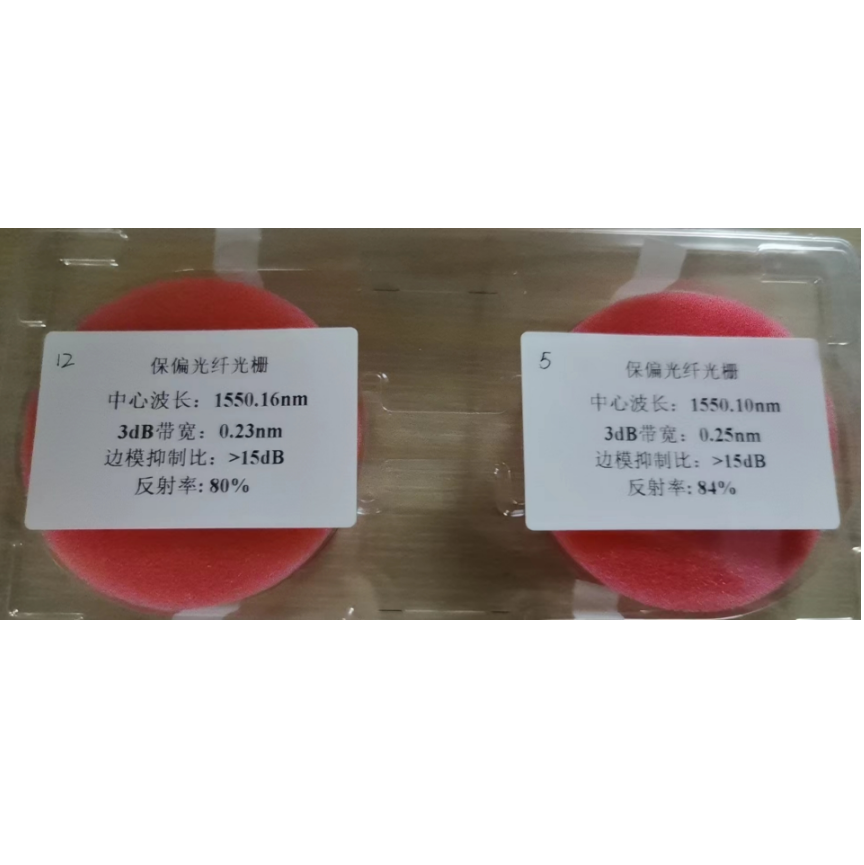 12
保偏光纤光栅
中心波长：1550.16nm
3dB带宽：0.23nm
边模抑制比：>15dB
反射率: 80%
5
保偏光纤光栅
中心波长：1550.10nm
3dB带宽：0.25nm
边模抑制比：>15dB
反射率: 84%